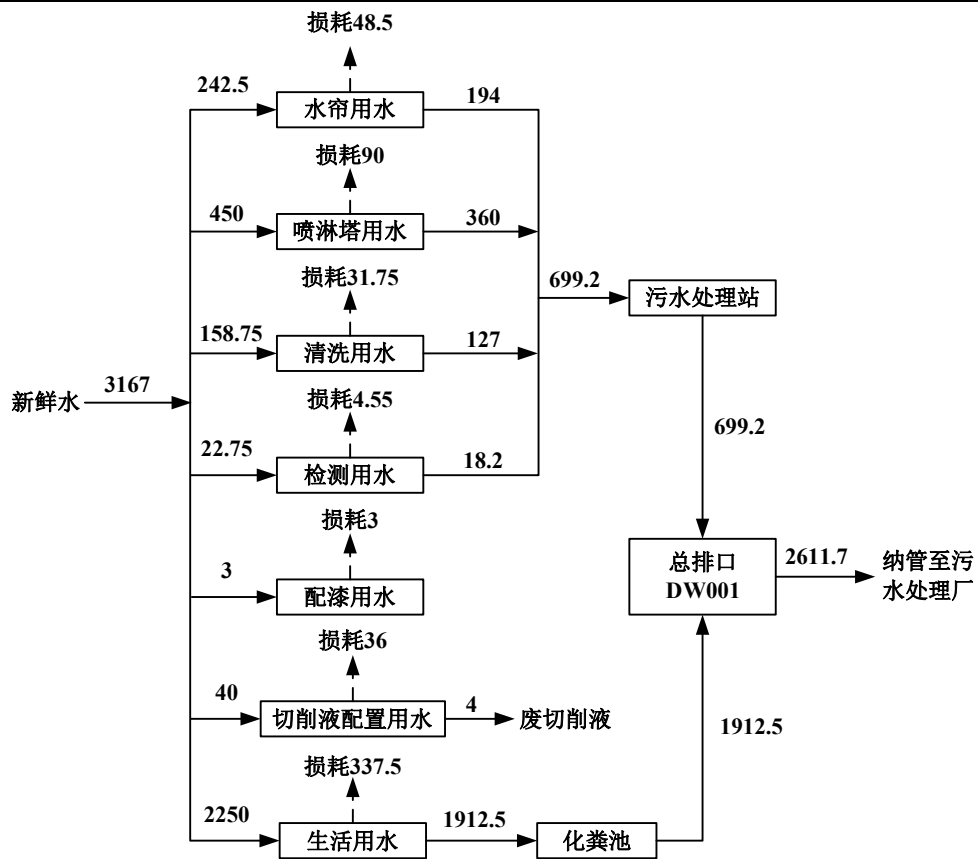 损耗48.5
242.5
水帘用水
194
损耗90
450
喷淋塔用水
360
损耗31.75
699.2
污水处理站
158.75
清洗用水
127
新鲜水
3167
损耗4.55
699.2
22.75
检测用水
18.2
损耗3
总排口
DW001
2611.7
纳管至污
水处理厂
3
配漆用水
损耗36
40
切削液配置用水
4
废切削液
1912.5
损耗337.5
2250
生活用水
1912.5
化粪池